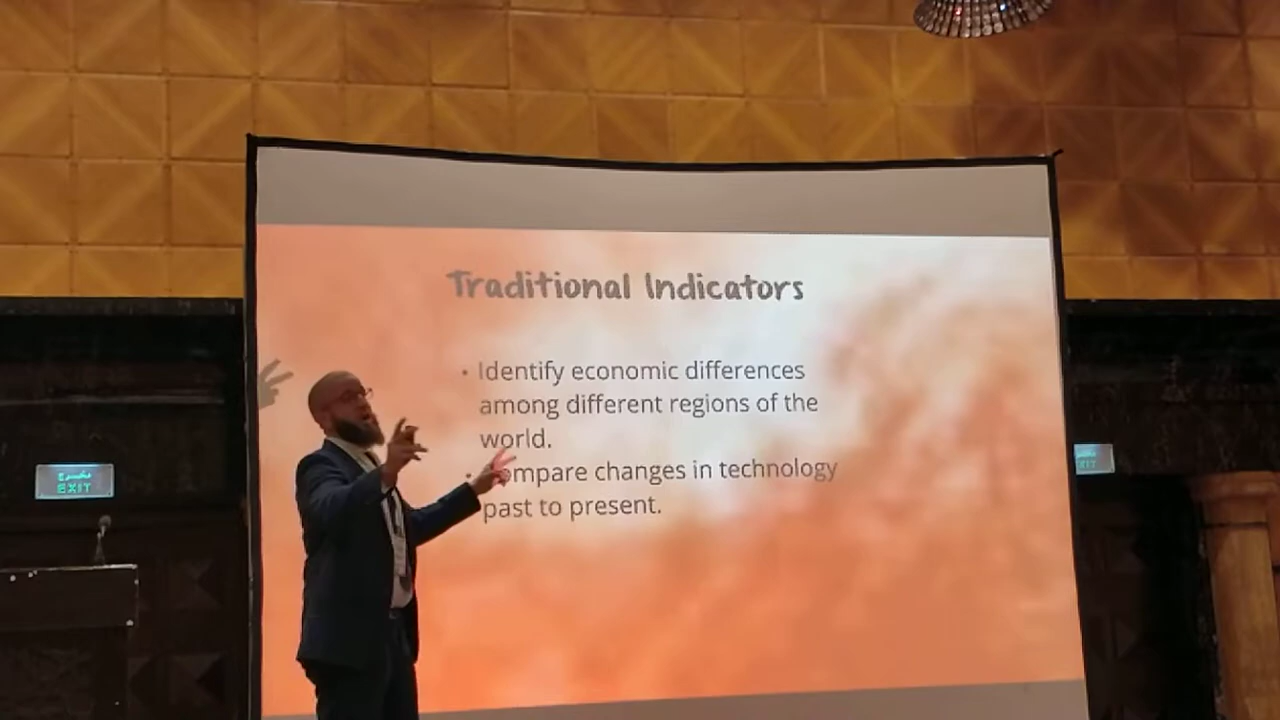 Traditional Indicators
• Identify economic differences
among different regions of the
world.
• ompare changes in technology
past to present.
مخرج
EXIT